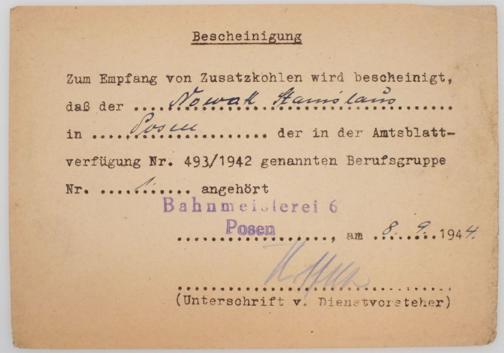 Bescheinigung
Zum Empfang von Zusatzkohlen wird bescheinigt,
daß der ... Nowak Stanislaus ...
in ... Posen ... der in der Amtsblatt-
verfügung Nr. 493/1942 genannten Berufsgruppe
Nr. ... 1. ... angehört
Bahnmeisterei 6
Posen
..., am ... 8. 9. 1944.
(Unterschrift v. Dienstvorsteher)